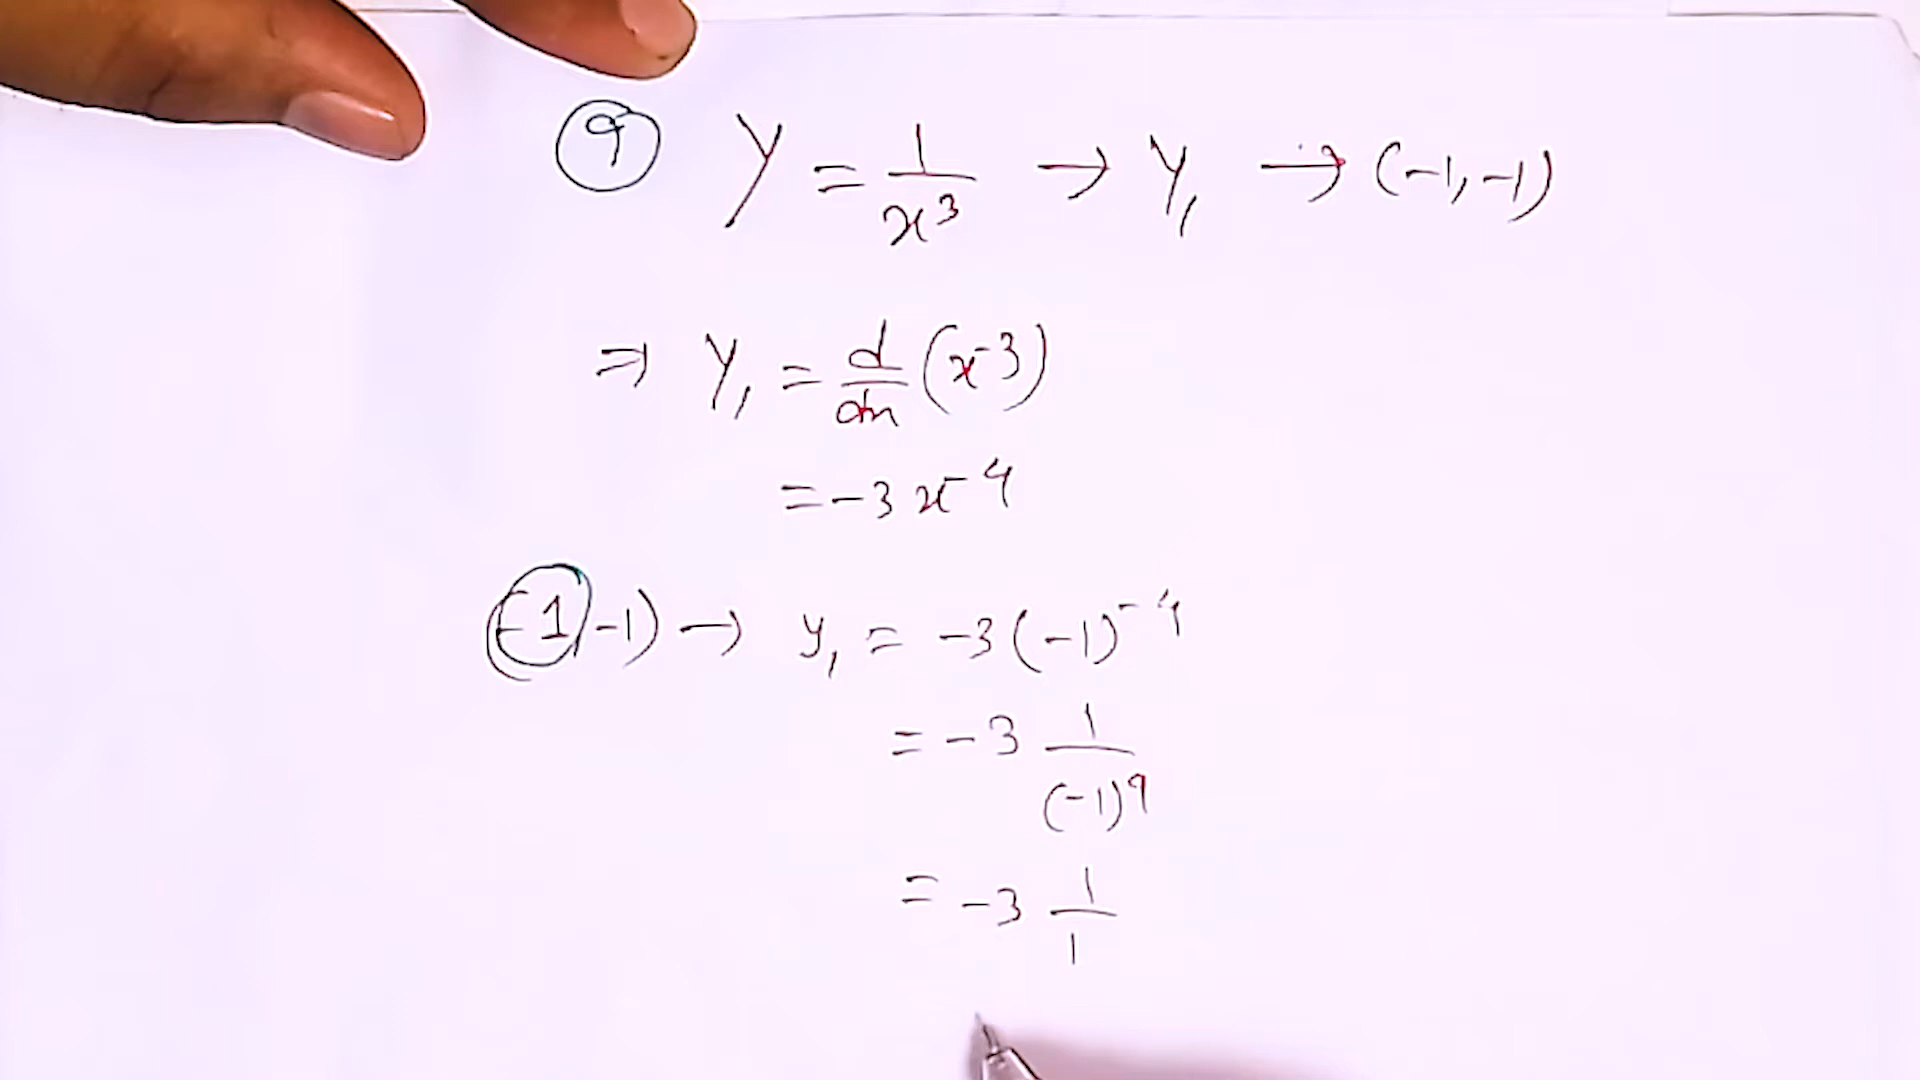 9 y = 1/x³ → y₁ → (-1, -1)
⇒ y₁ = d/dx (x⁻³)
= -3x⁻⁴
(-1, -1) → y₁ = -3(-1)⁻⁴
= -3 1/(-1)⁴
= -3 1/1